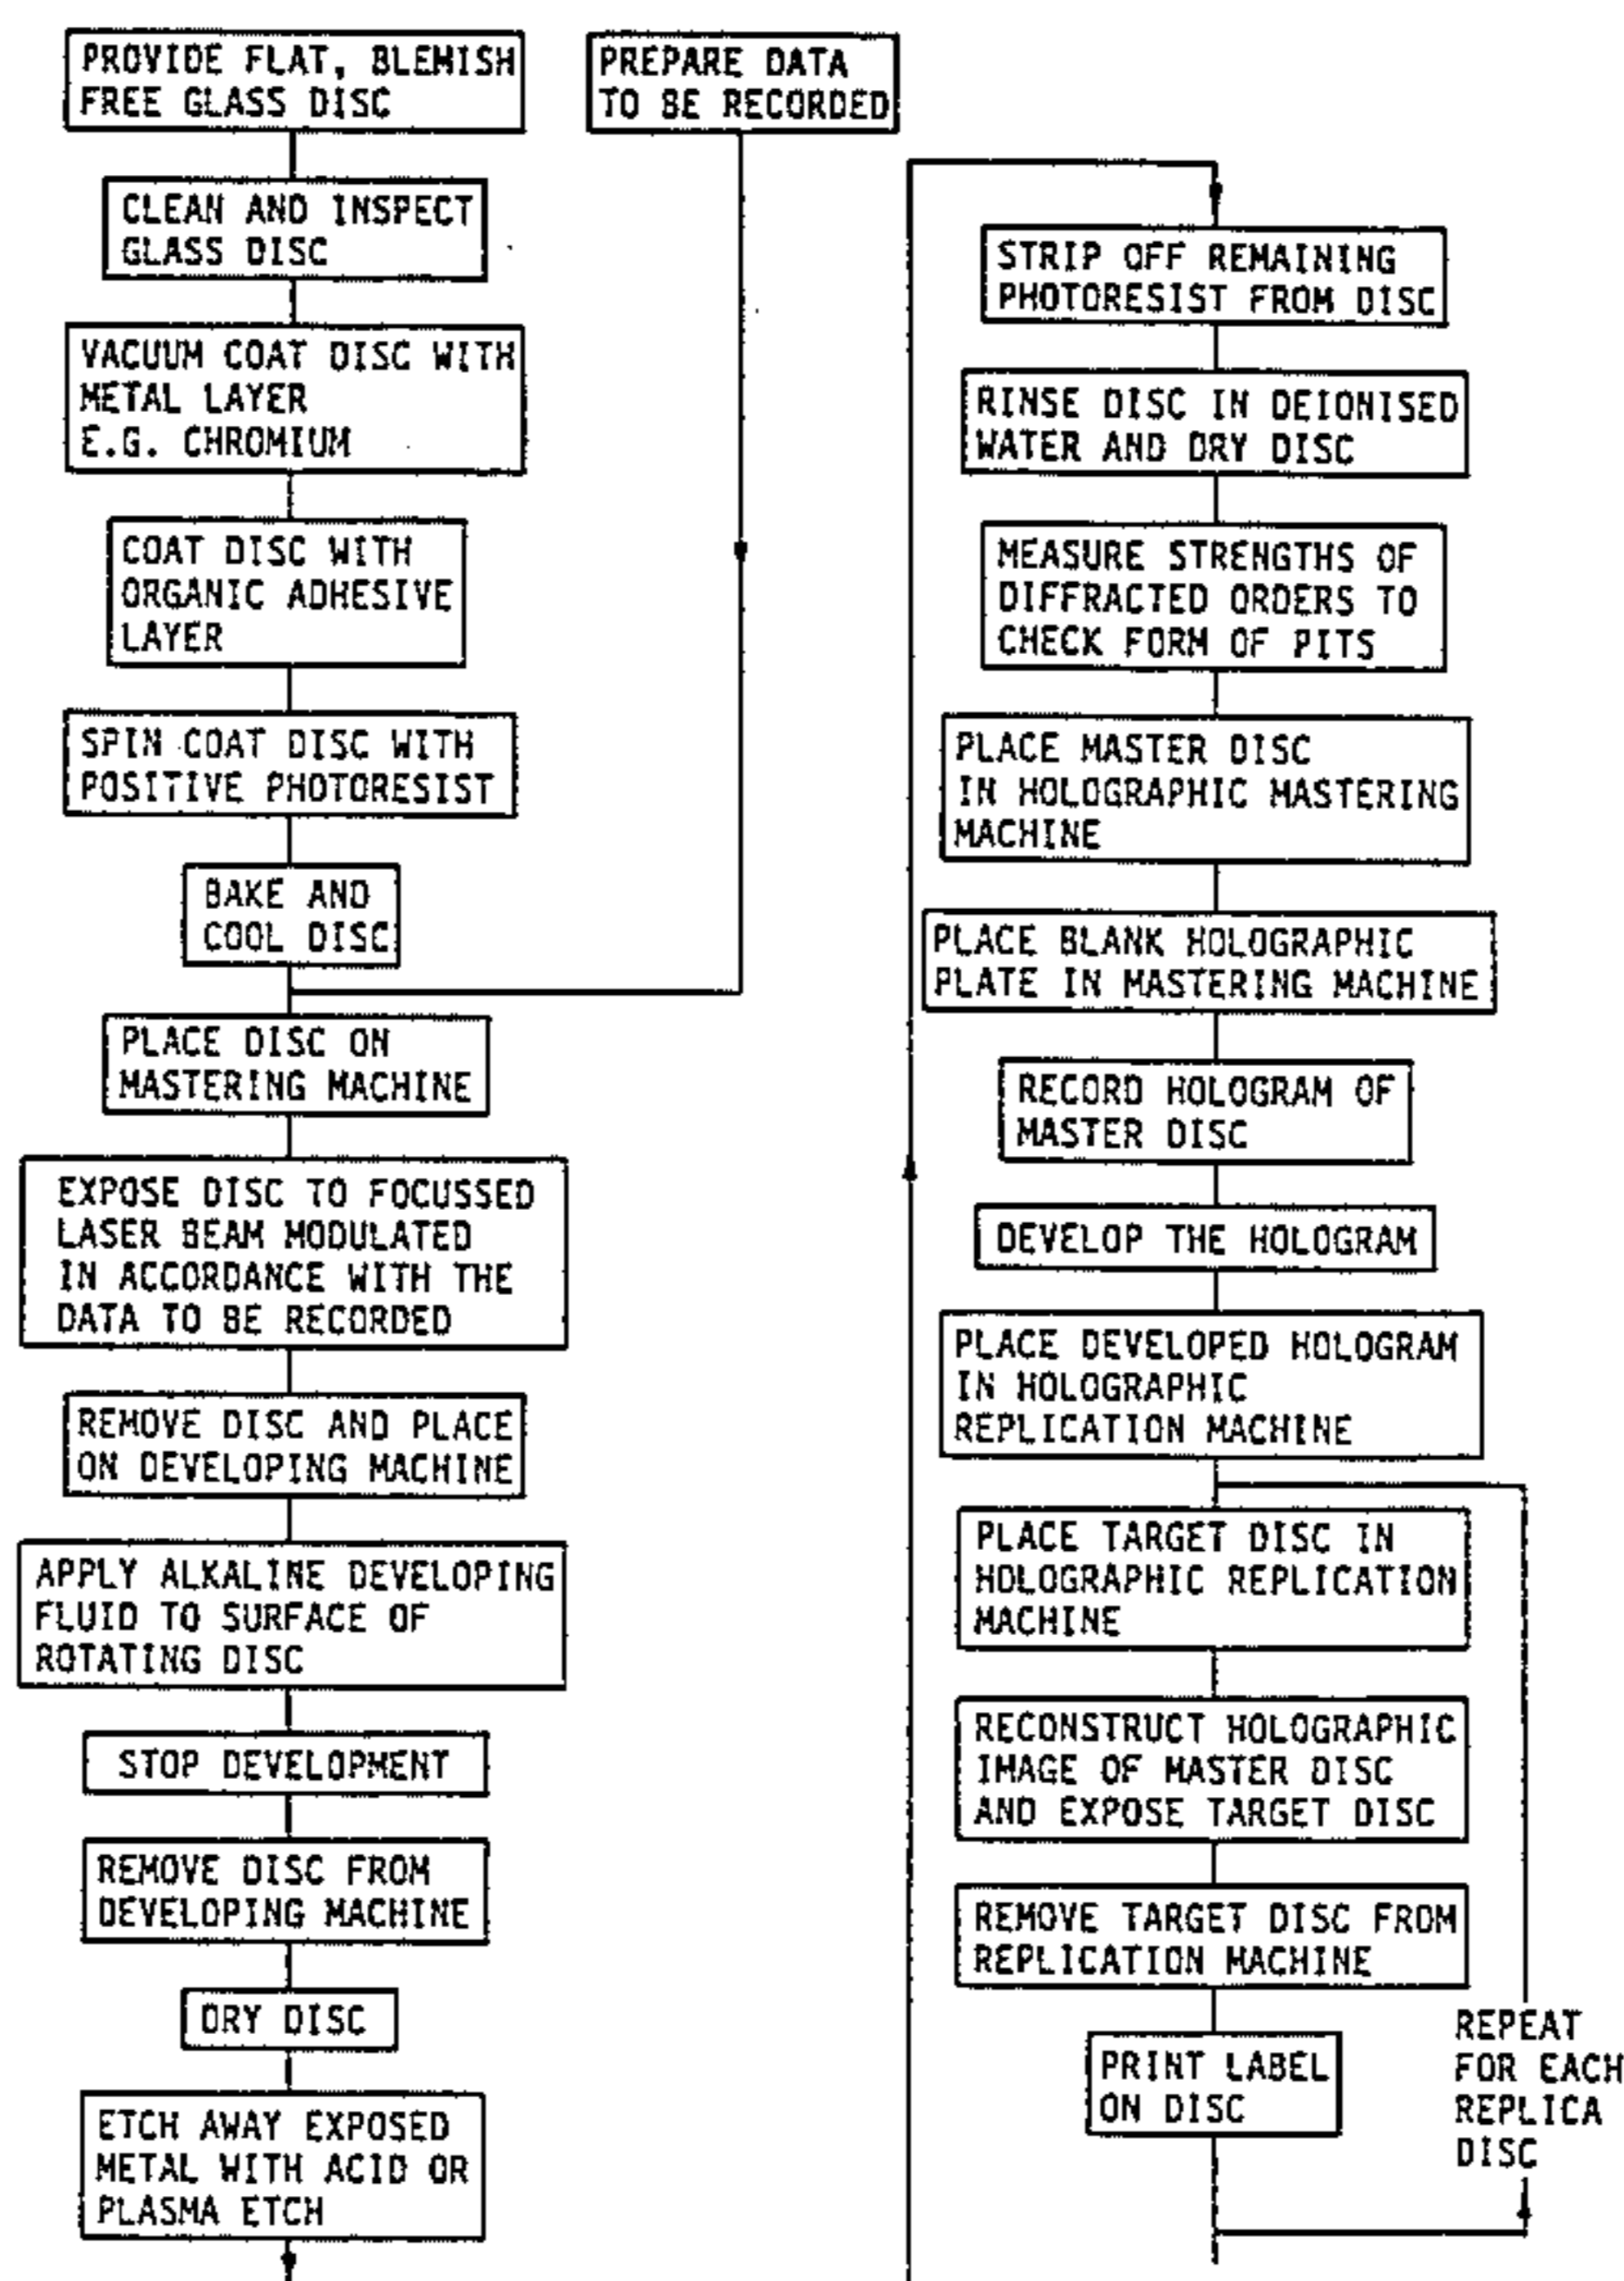 PROVIDE FLAT, BLEMISH
FREE GLASS DISC
CLEAN AND INSPECT
GLASS DISC
VACUUM COAT DISC WITH
METAL LAYER
E.G. CHROMIUM
COAT DISC WITH
ORGANIC ADHESIVE
LAYER
SPIN COAT DISC WITH
POSITIVE PHOTORESIST
BAKE AND
COOL DISC
PREPARE DATA
TO BE RECORDED
PLACE DISC ON
MASTERING MACHINE
EXPOSE DISC TO FOCUSSED
LASER BEAM MODULATED
IN ACCORDANCE WITH THE
DATA TO BE RECORDED
REMOVE DISC AND PLACE
ON DEVELOPING MACHINE
APPLY ALKALINE DEVELOPING
FLUID TO SURFACE OF
ROTATING DISC
STOP DEVELOPMENT
REMOVE DISC FROM
DEVELOPING MACHINE
DRY DISC
ETCH AWAY EXPOSED
METAL WITH ACID OR
PLASMA ETCH
STRIP OFF REMAINING
PHOTORESIST FROM DISC
RINSE DISC IN DEIONISED
WATER AND DRY DISC
MEASURE STRENGTHS OF
DIFFRACTED ORDERS TO
CHECK FORM OF PITS
PLACE MASTER DISC
IN HOLOGRAPHIC MASTERING
MACHINE
PLACE BLANK HOLOGRAPHIC
PLATE IN MASTERING MACHINE
RECORD HOLOGRAM OF
MASTER DISC
DEVELOP THE HOLOGRAM
PLACE DEVELOPED HOLOGRAM
IN HOLOGRAPHIC
REPLICATION MACHINE
PLACE TARGET DISC IN
HOLOGRAPHIC REPLICATION
MACHINE
RECONSTRUCT HOLOGRAPHIC
IMAGE OF MASTER DISC
AND EXPOSE TARGET DISC
REMOVE TARGET DISC FROM
REPLICATION MACHINE
PRINT LABEL
ON DISC
REPEAT
FOR EACH
REPLICA
DISC